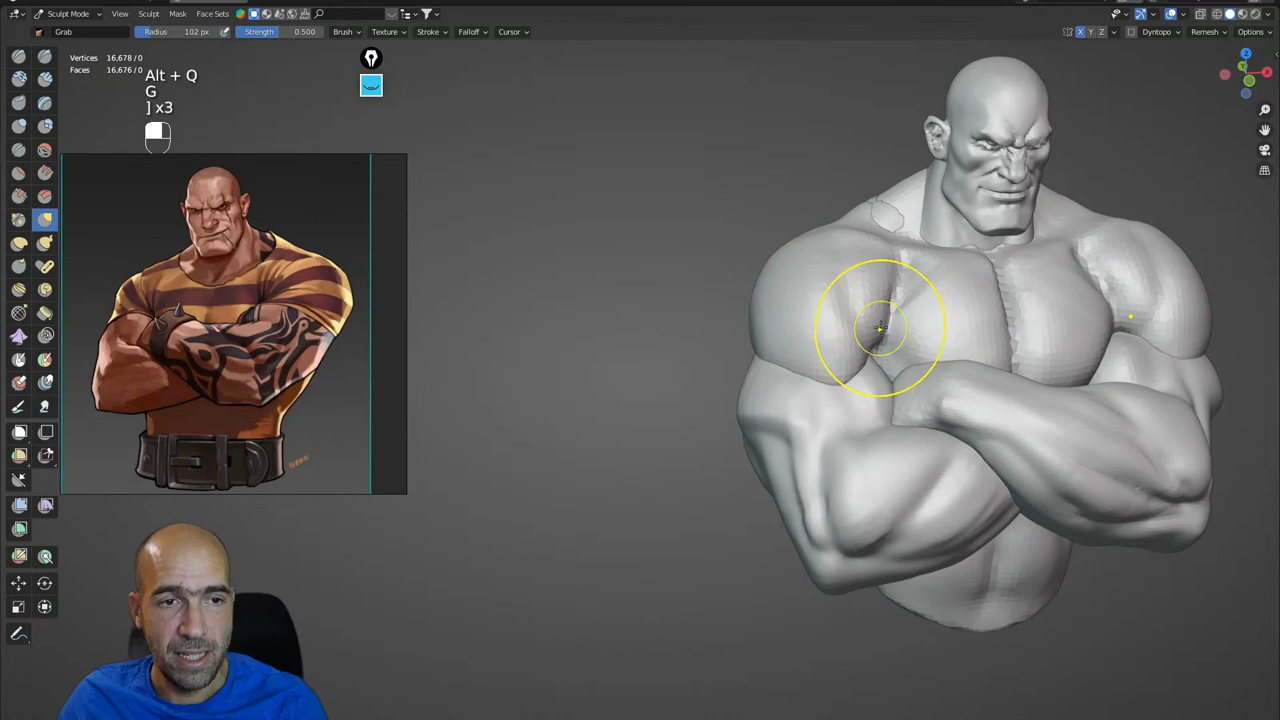 Sculpt Mode View Sculpt Mask Face Sets
Grab Radius 102 px Strength 0.500 Brush Texture Stroke Falloff Cursor X Y Z Dyntopo Remesh Options
Vertices 16,678 / 0
Faces 16,676 / 0
Alt + Q
G
] x3
Y
X